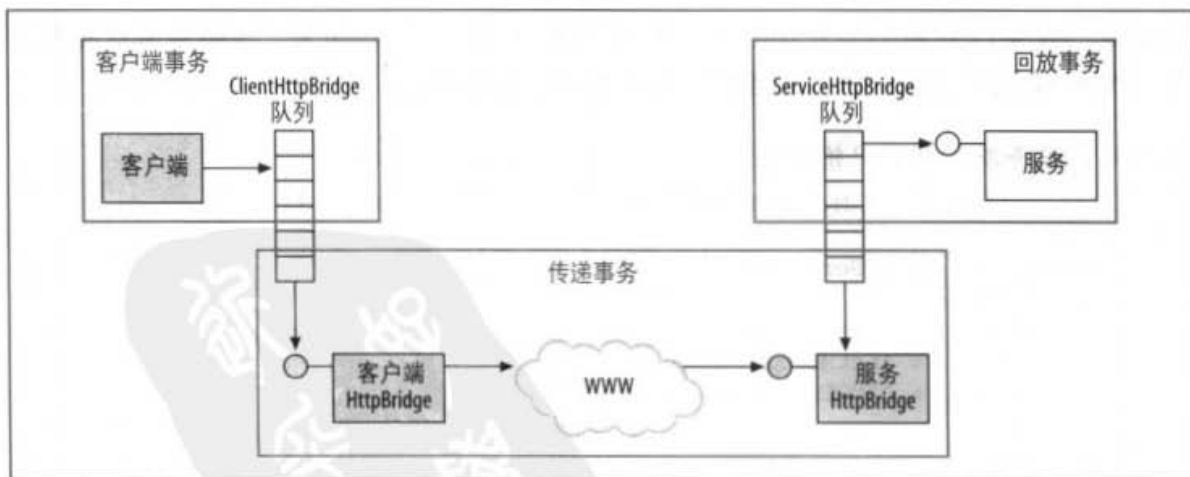 客户端事务
ClientHttpBridge
队列
客户端
ServiceHttpBridge
队列
回放事务
服务
传递事务
客户端
HttpBridge
WWW
服务
HttpBridge